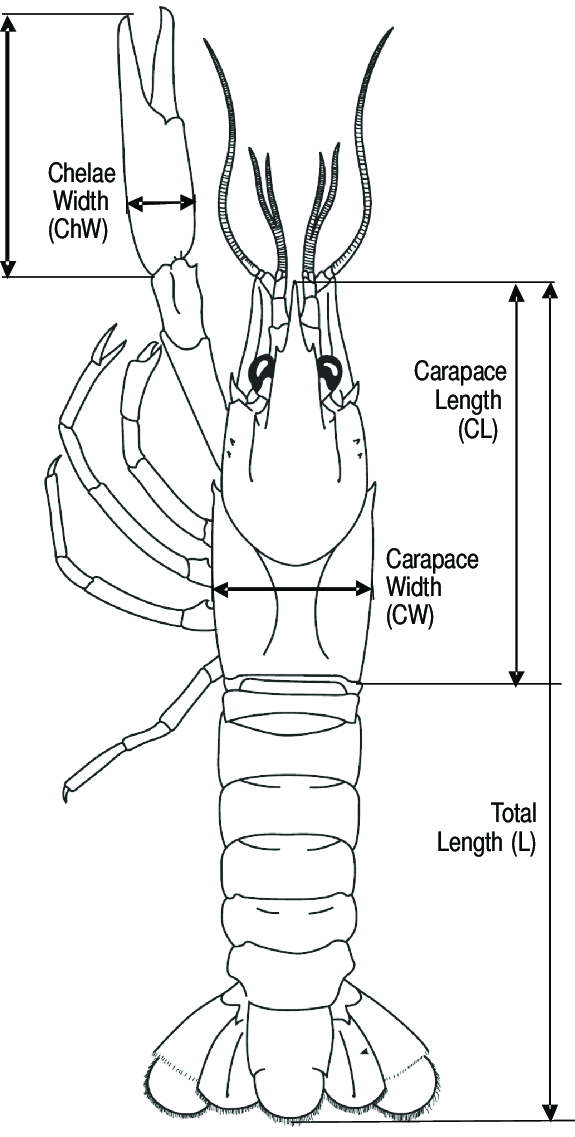 Chelae
Width
(ChW)
Carapace
Length
(CL)
Carapace
Width
(CW)
Total
Length (L)